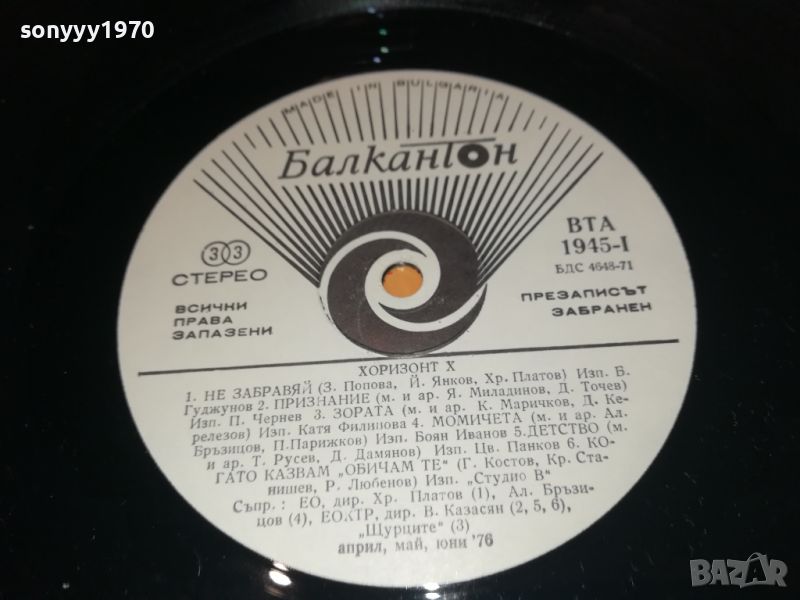 sonyyy1970
MADE IN BULGARIA
Балкантон
33
СТЕРЕО
ВСИЧКИ
ПРАВА
ЗАПАЗЕНИ
ВТА
1945-I
БДС 4648-71
ПРЕЗАПИСЪТ
ЗАБРАНЕН
ХОРИЗОНТ X
1. НЕ ЗАБРАВЯЙ (З. Попова, Й. Янков, Хр. Платов) Изп. Б.
Гуджунов 2. ПРИЗНАНИЕ (м. и ар. Я. Миладинов, Д. Точев)
Изп. П. Чернев 3. ЗОРАТА (м. и ар. К. Маричков, Д. Ке-
релезов) Изп. Катя Филипова 4. МОМИЧЕТА (м. и ар. Ал.
Бръзицов, П. Парижков) Изп. Боян Иванов 5. ДЕТСТВО (м.
и ар. Т. Русев, Д. Дамянов) Изп. Цв. Панков 6. КО-
ГАТО КАЗВАМ „ОБИЧАМ ТЕ" (Г. Костов, Кр. Ста-
нишев, Р. Любенов) Изп. „Студио В"
Съпр.: ЕО, дир. Хр. Платов (1), Ал. Бръзи-
цов (4), ЕОКТР, дир. В. Казасян (2, 5, 6),
„Щурците" (3)
април, май, юни '76
BAZAR